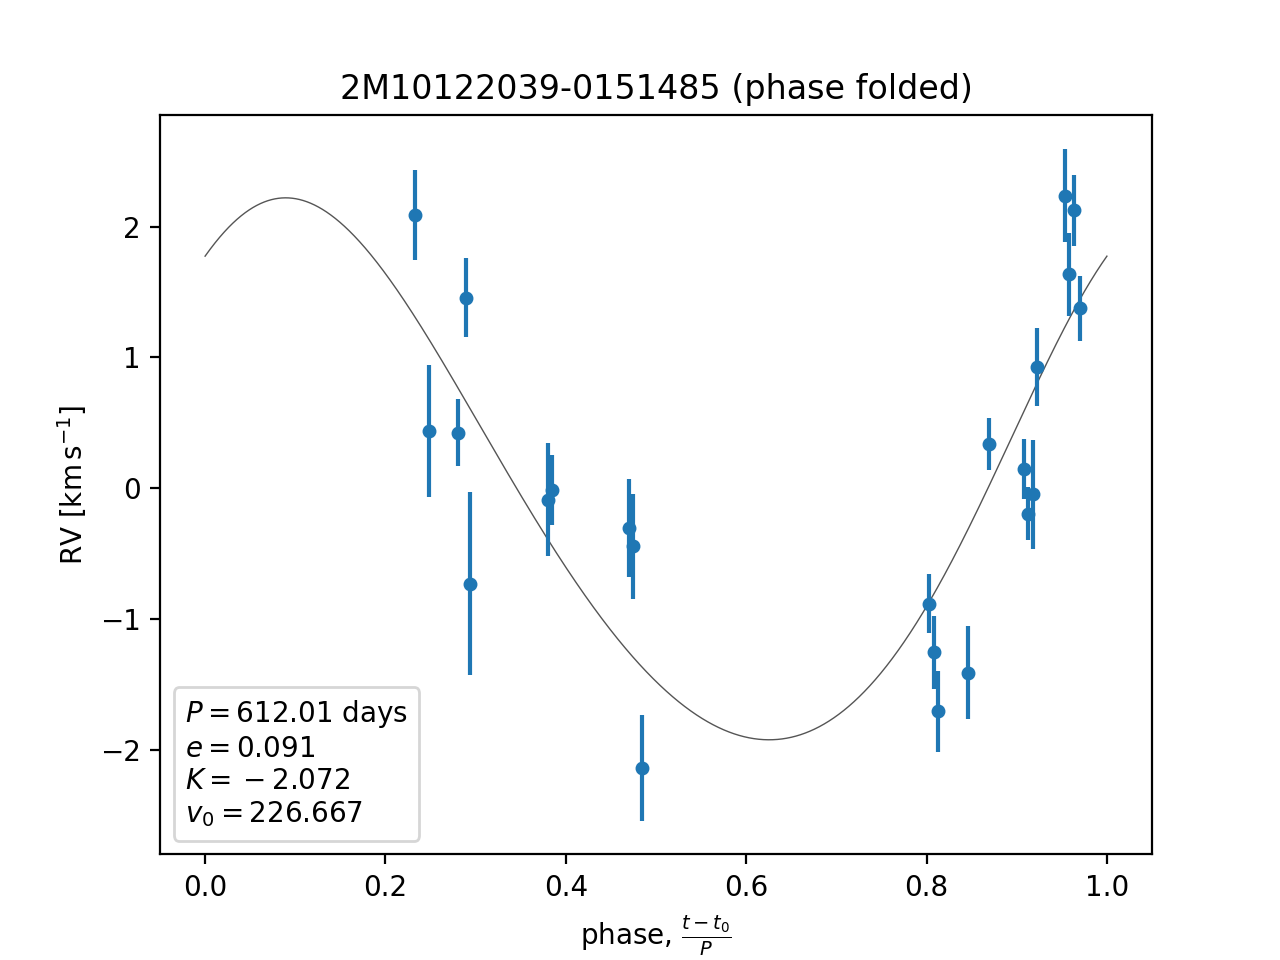 2M10122039-0151485 (phase folded)
RV [km s⁻¹]
2
1
0
−1
−2
P = 612.01 days
e = 0.091
K = −2.072
v₀ = 226.667
0.0 0.2 0.4 0.6 0.8 1.0
phase, (t − t₀)/P